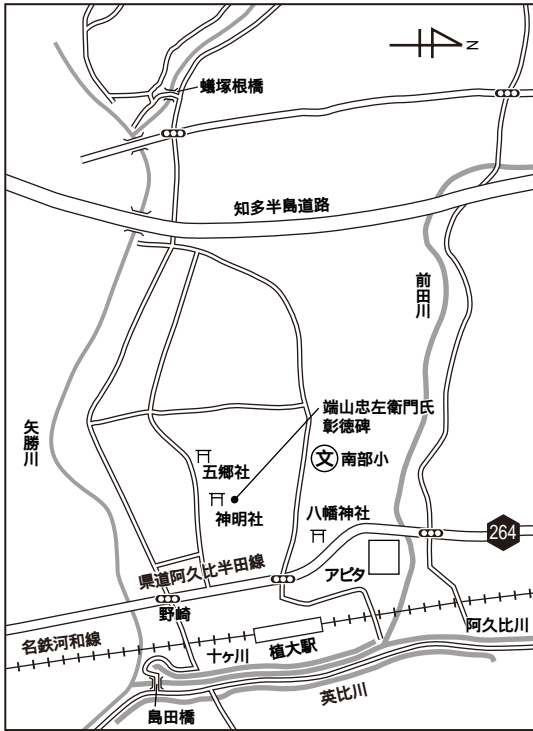 N
蟻塚根橋
知多半島道路
前田川
矢勝川
端山忠左衛門氏
彰徳碑
文 南部小
五郷社
神明社
八幡神社
264
アピタ
県道阿久比半田線
野崎
名鉄河和線
阿久比川
十ヶ川
植大駅
英比川
島田橋